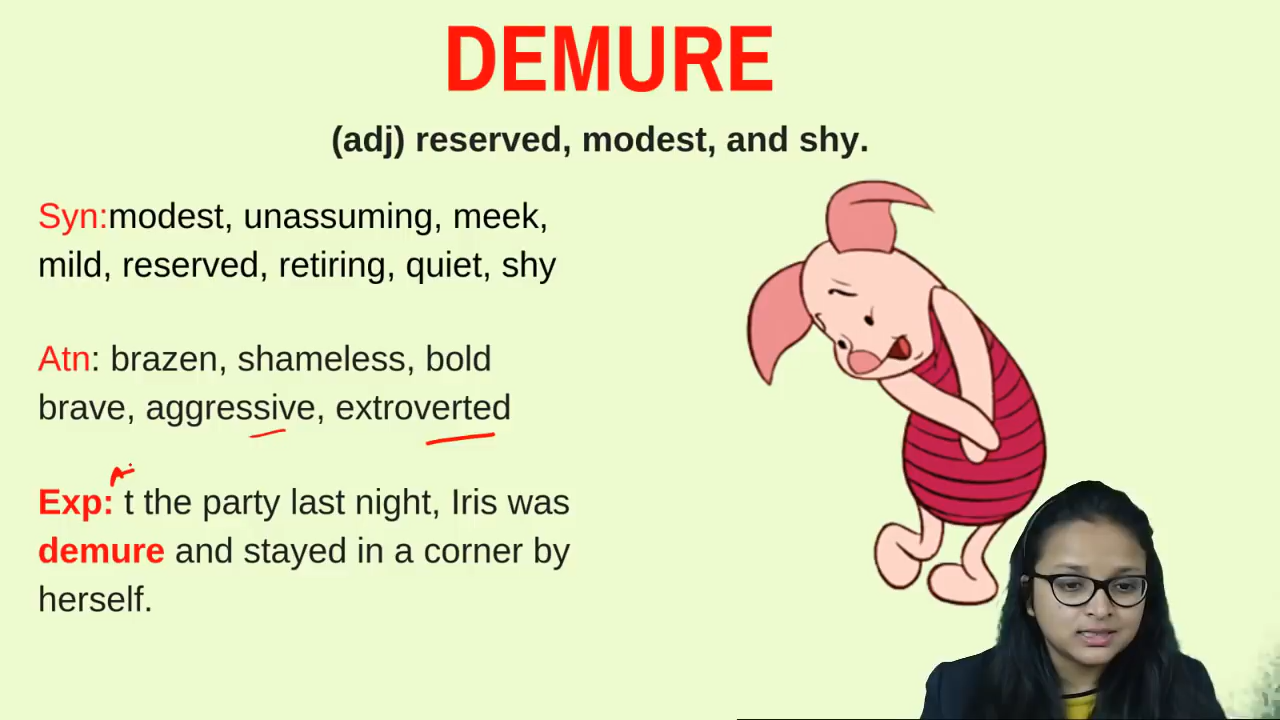 DEMURE
(adj) reserved, modest, and shy.
Syn:modest, unassuming, meek,
mild, reserved, retiring, quiet, shy
Atn: brazen, shameless, bold
brave, aggressive, extroverted
Exp: t the party last night, Iris was
demure and stayed in a corner by
herself.